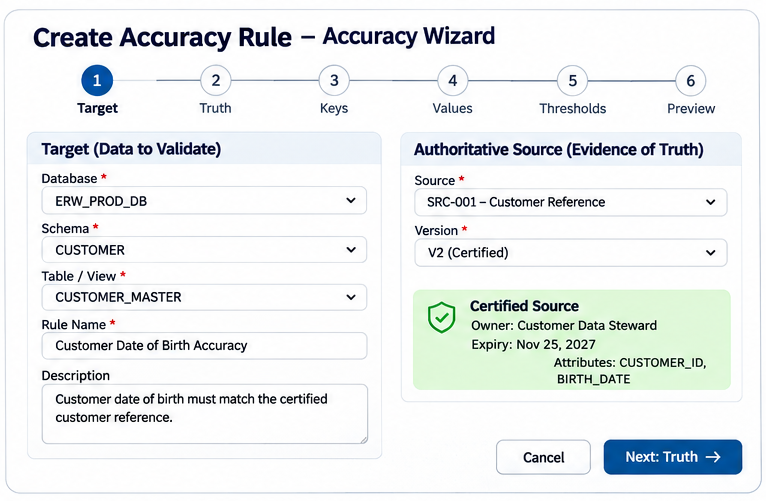 Create Accuracy Rule – Accuracy Wizard
1 2 3 4 5 6
Target Truth Keys Values Thresholds Preview
Target (Data to Validate)
Database *
ERW_PROD_DB
Schema *
CUSTOMER
Table / View *
CUSTOMER_MASTER
Rule Name *
Customer Date of Birth Accuracy
Description
Customer date of birth must match the certified
customer reference.
Authoritative Source (Evidence of Truth)
Source *
SRC-001 – Customer Reference
Version *
V2 (Certified)
Certified Source
Owner: Customer Data Steward
Expiry: Nov 25, 2027
Attributes: CUSTOMER_ID,
BIRTH_DATE
Cancel
Next: Truth →